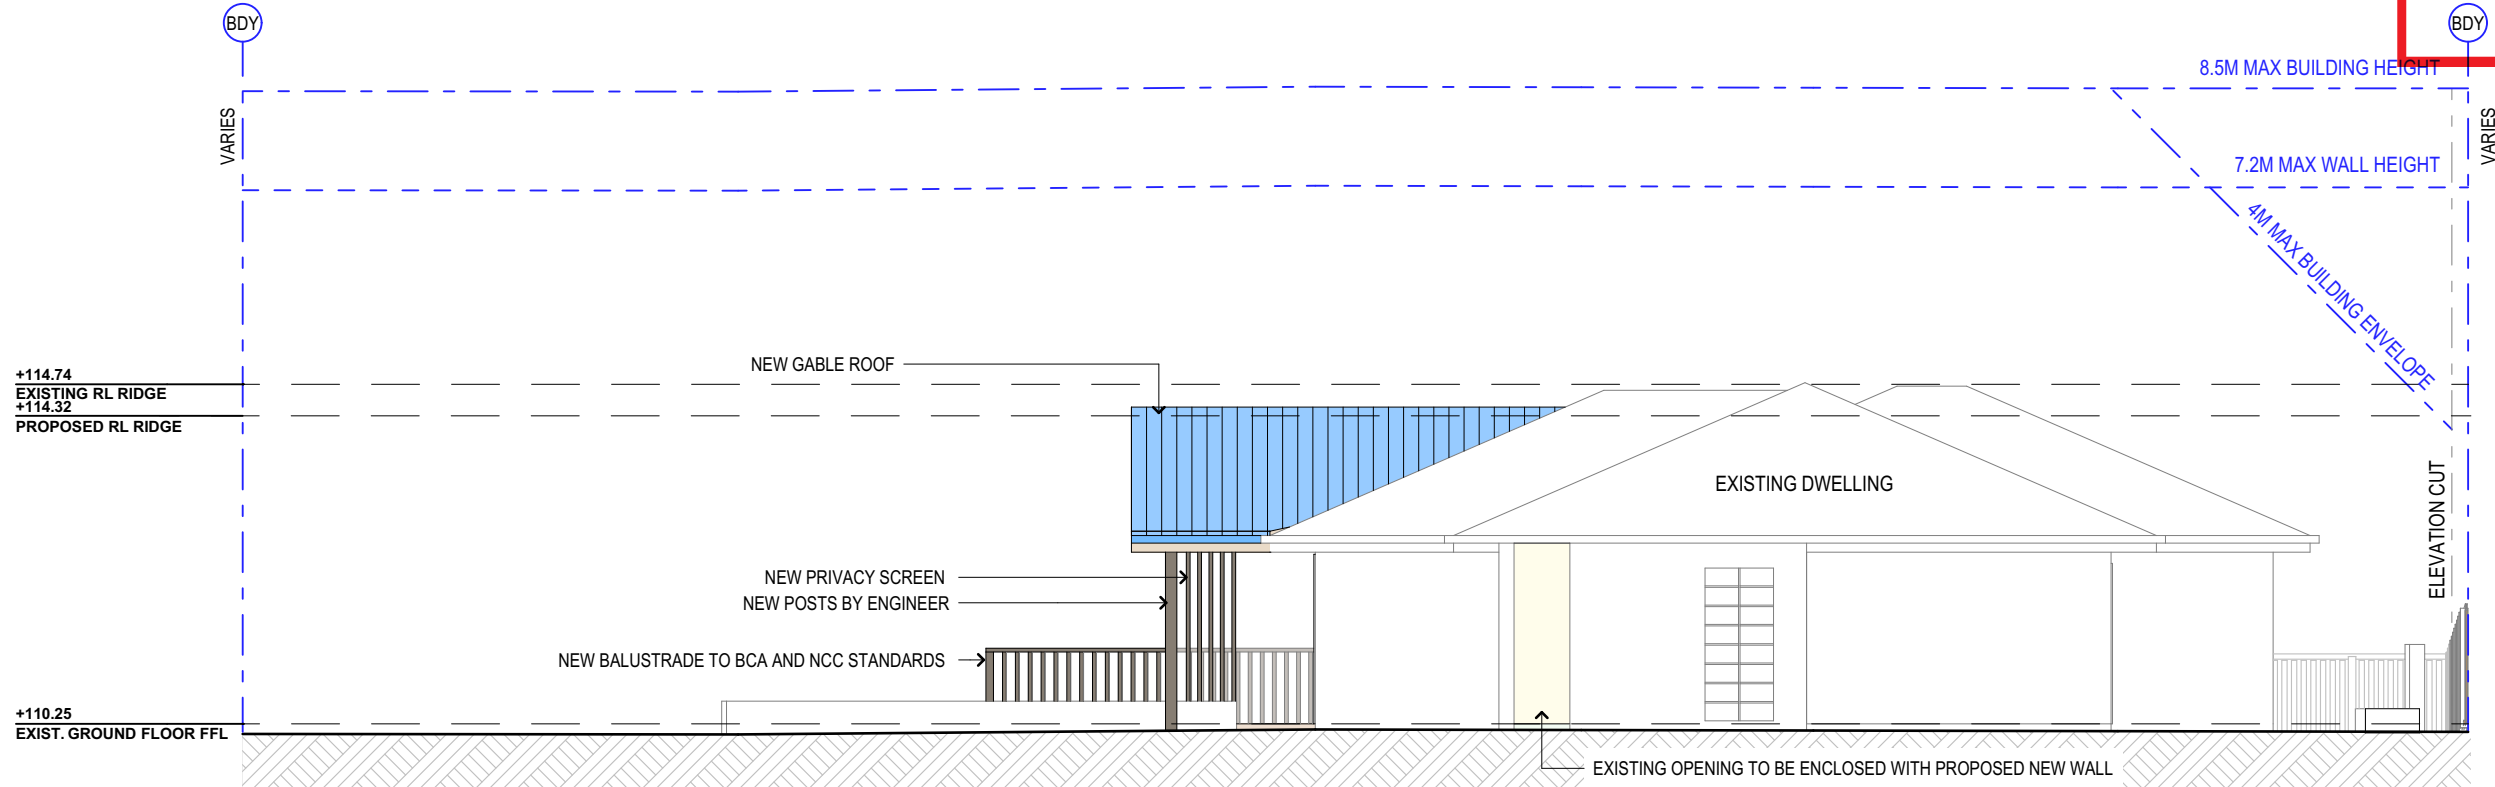 BDY
BDY
8.5M MAX BUILDING HEIGHT
VARIES
VARIES
7.2M MAX WALL HEIGHT
4M MAX BUILDING ENVELOPE
NEW GABLE ROOF
+114.74
EXISTING RL RIDGE
+114.32
PROPOSED RL RIDGE
EXISTING DWELLING
ELEVATION CUT
NEW PRIVACY SCREEN
NEW POSTS BY ENGINEER
NEW BALUSTRADE TO BCA AND NCC STANDARDS
+110.25
EXIST. GROUND FLOOR FFL
EXISTING OPENING TO BE ENCLOSED WITH PROPOSED NEW WALL